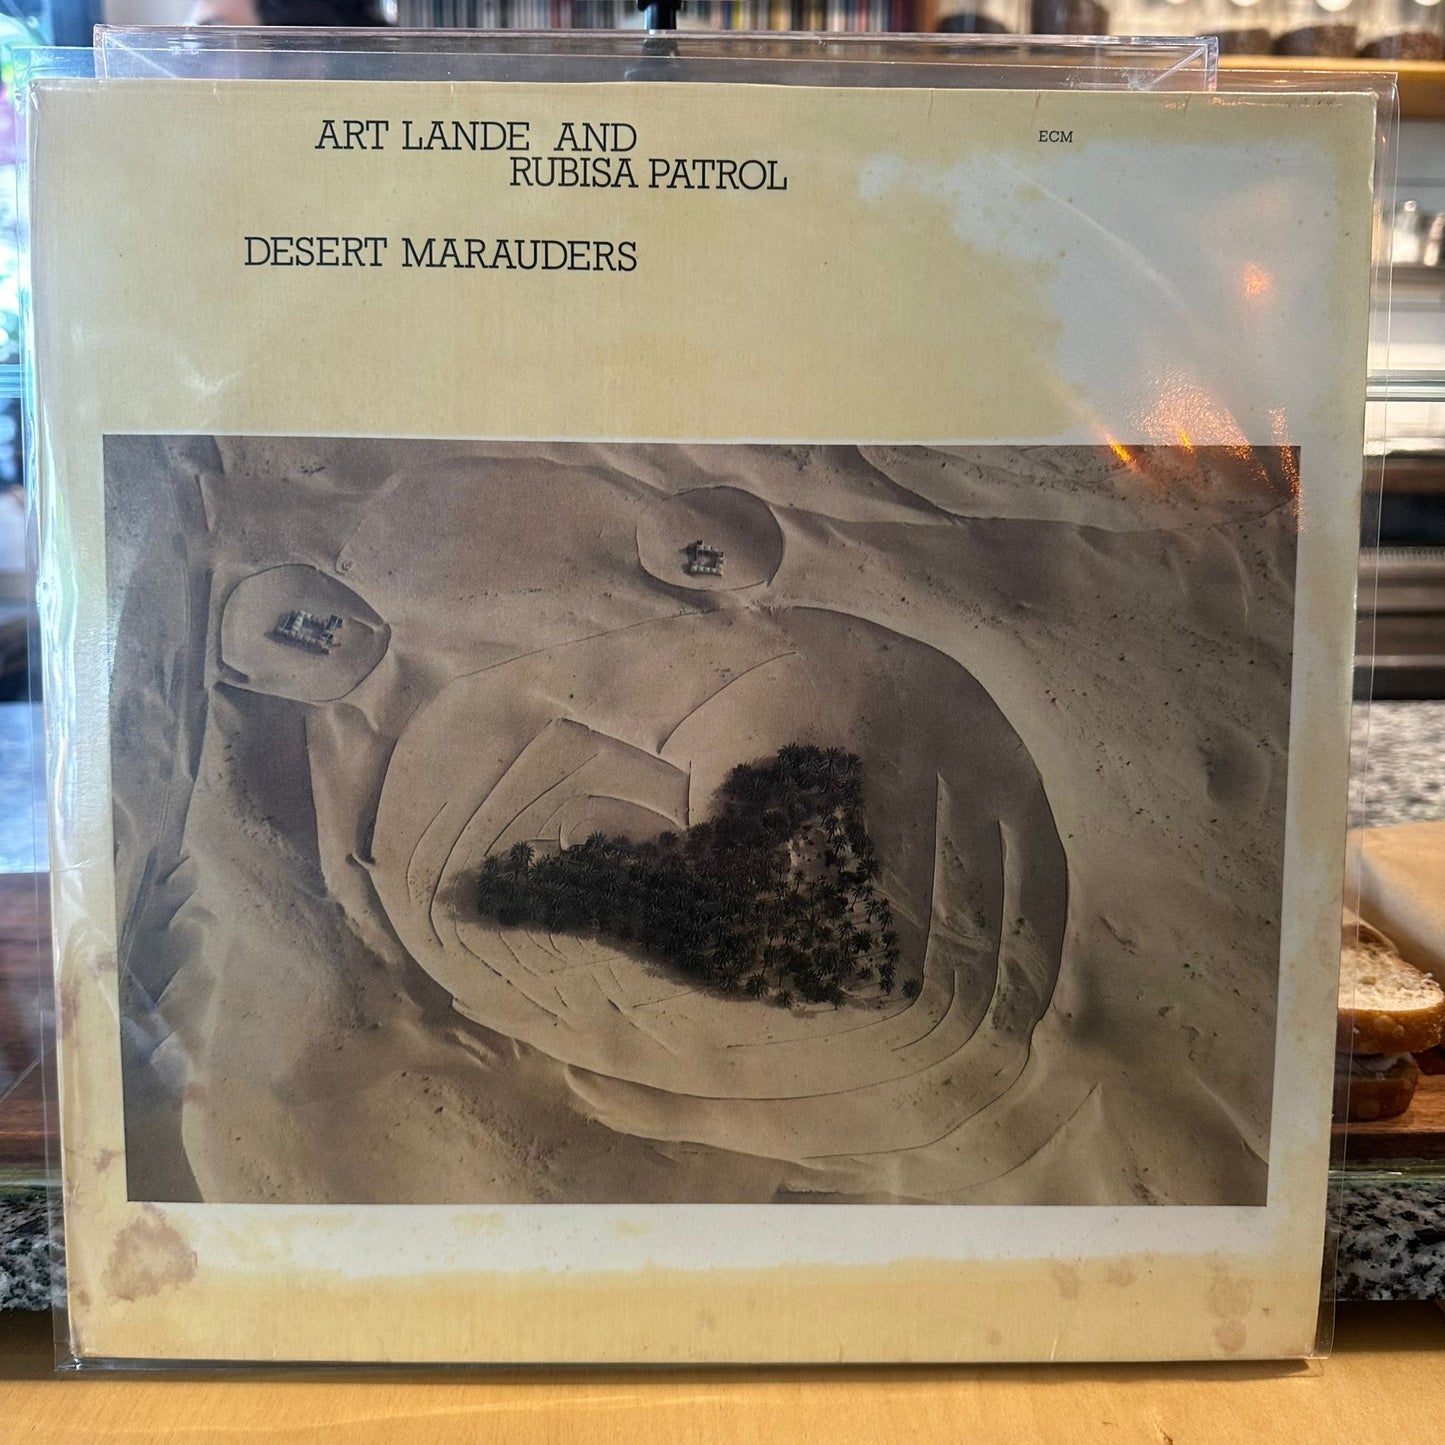 ART LANDE AND
RUBISA PATROL
ECM
DESERT MARAUDERS